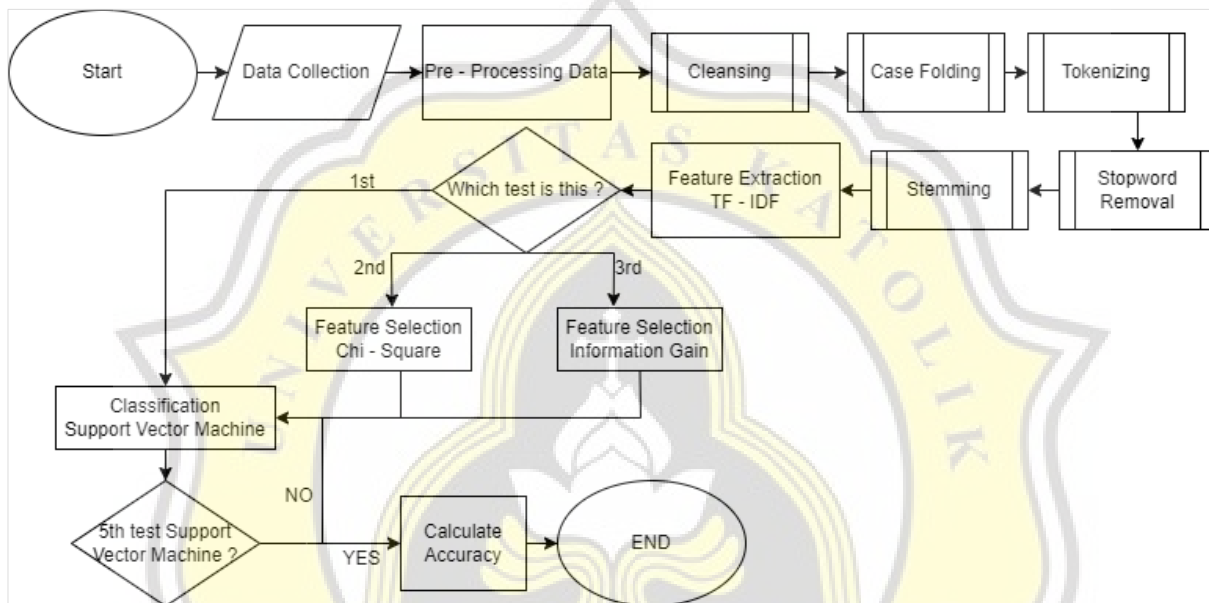 Start
Data Collection
Pre - Processing Data
Cleansing
Case Folding
Tokenizing
Stopword
Removal
Stemming
Feature Extraction
TF - IDF
Which test is this ?
1st
2nd
3rd
Feature Selection
Chi - Square
Feature Selection
Information Gain
Classification
Support Vector Machine
5th test Support
Vector Machine ?
NO
YES
Calculate
Accuracy
END
UNIVERSITAS KATOLIK